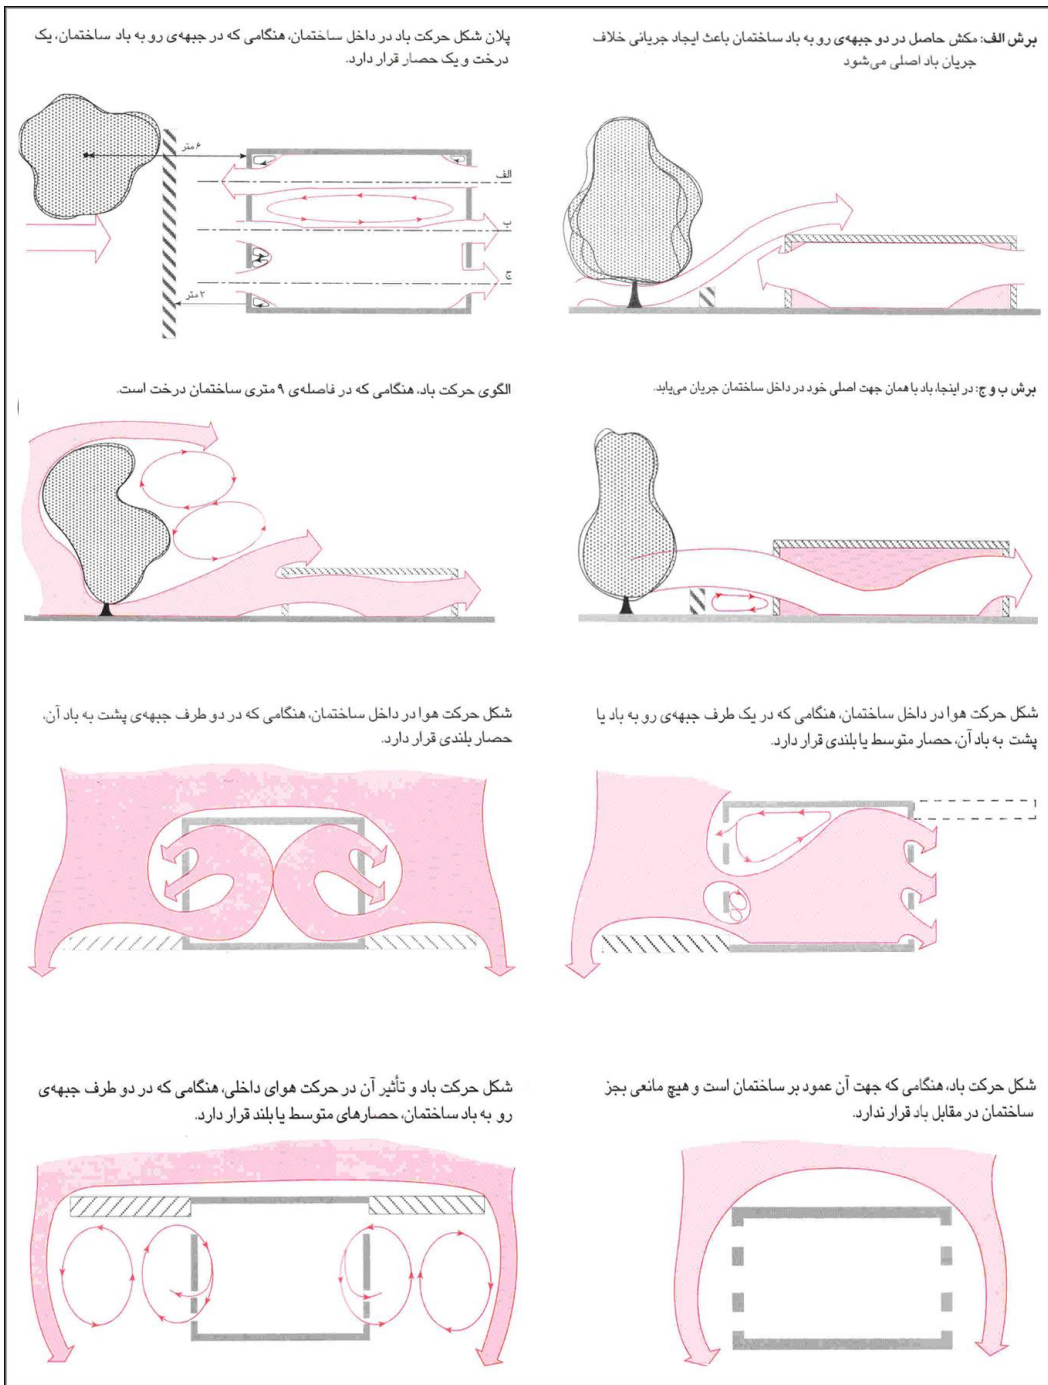 برش الف: مکش حاصل در دو جبهه‌ی رو به باد ساختمان باعث ایجاد جریانی خلاف
جریان باد اصلی می‌شود
پلان شکل حرکت باد در داخل ساختمان، هنگامی که در جبهه‌ی رو به باد ساختمان، یک
درخت و یک حصار قرار دارد.
۶ متر
الف
ب
ج
۲ متر
برش ب و ج: در اینجا، باد با همان جهت اصلی خود در داخل ساختمان جریان می‌یابد.
الگوی حرکت باد، هنگامی که در فاصله‌ی ۹ متری ساختمان درخت است.
شکل حرکت هوا در داخل ساختمان، هنگامی که در یک طرف جبهه‌ی رو به باد یا
پشت به باد آن، حصار متوسط یا بلندی قرار دارد.
شکل حرکت هوا در داخل ساختمان، هنگامی که در دو طرف جبهه‌ی پشت به باد آن،
حصار بلندی قرار دارد.
شکل حرکت باد، هنگامی که جهت آن عمود بر ساختمان است و هیچ مانعی بجز
ساختمان در مقابل باد قرار ندارد.
شکل حرکت باد و تأثیر آن در حرکت هوای داخلی، هنگامی که در دو طرف جبهه‌ی
رو به باد ساختمان، حصارهای متوسط یا بلند قرار دارد.